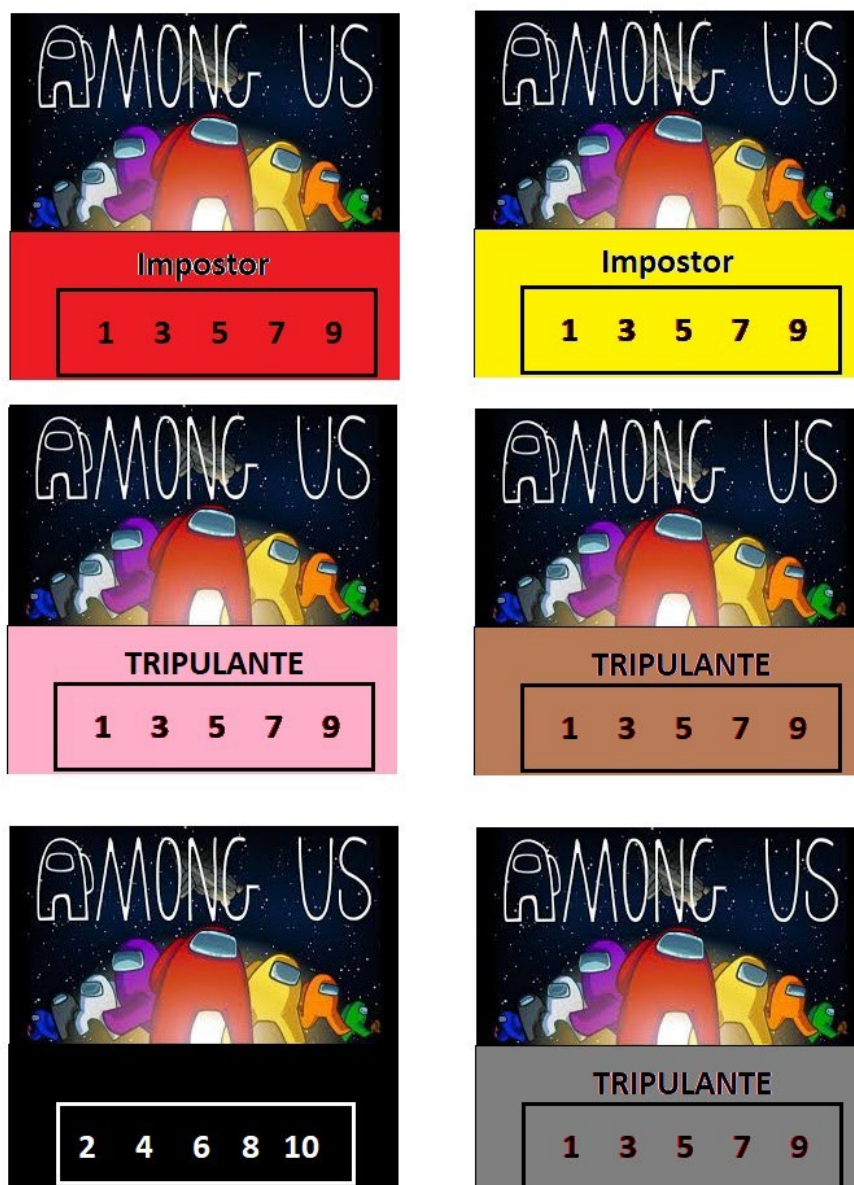 AMONG US
Impostor
1 3 5 7 9
AMONG US
Impostor
1 3 5 7 9
AMONG US
TRIPULANTE
1 3 5 7 9
AMONG US
TRIPULANTE
1 3 5 7 9
AMONG US
2 4 6 8 10
AMONG US
TRIPULANTE
1 3 5 7 9